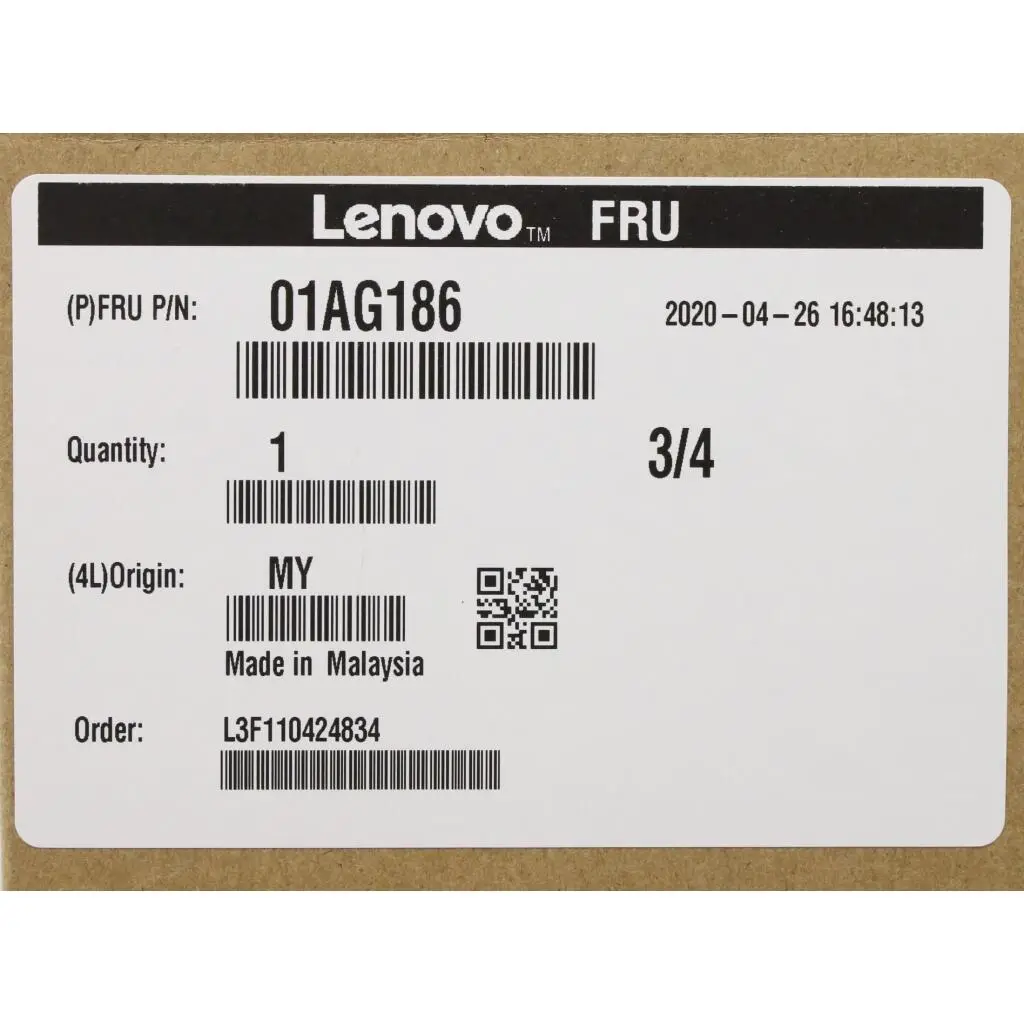 Lenovo™ FRU
(P)FRU P/N: 01AG186 2020-04-26 16:48:13
Quantity: 1 3/4
(4L)Origin: MY
Made in Malaysia
Order: L3F110424834